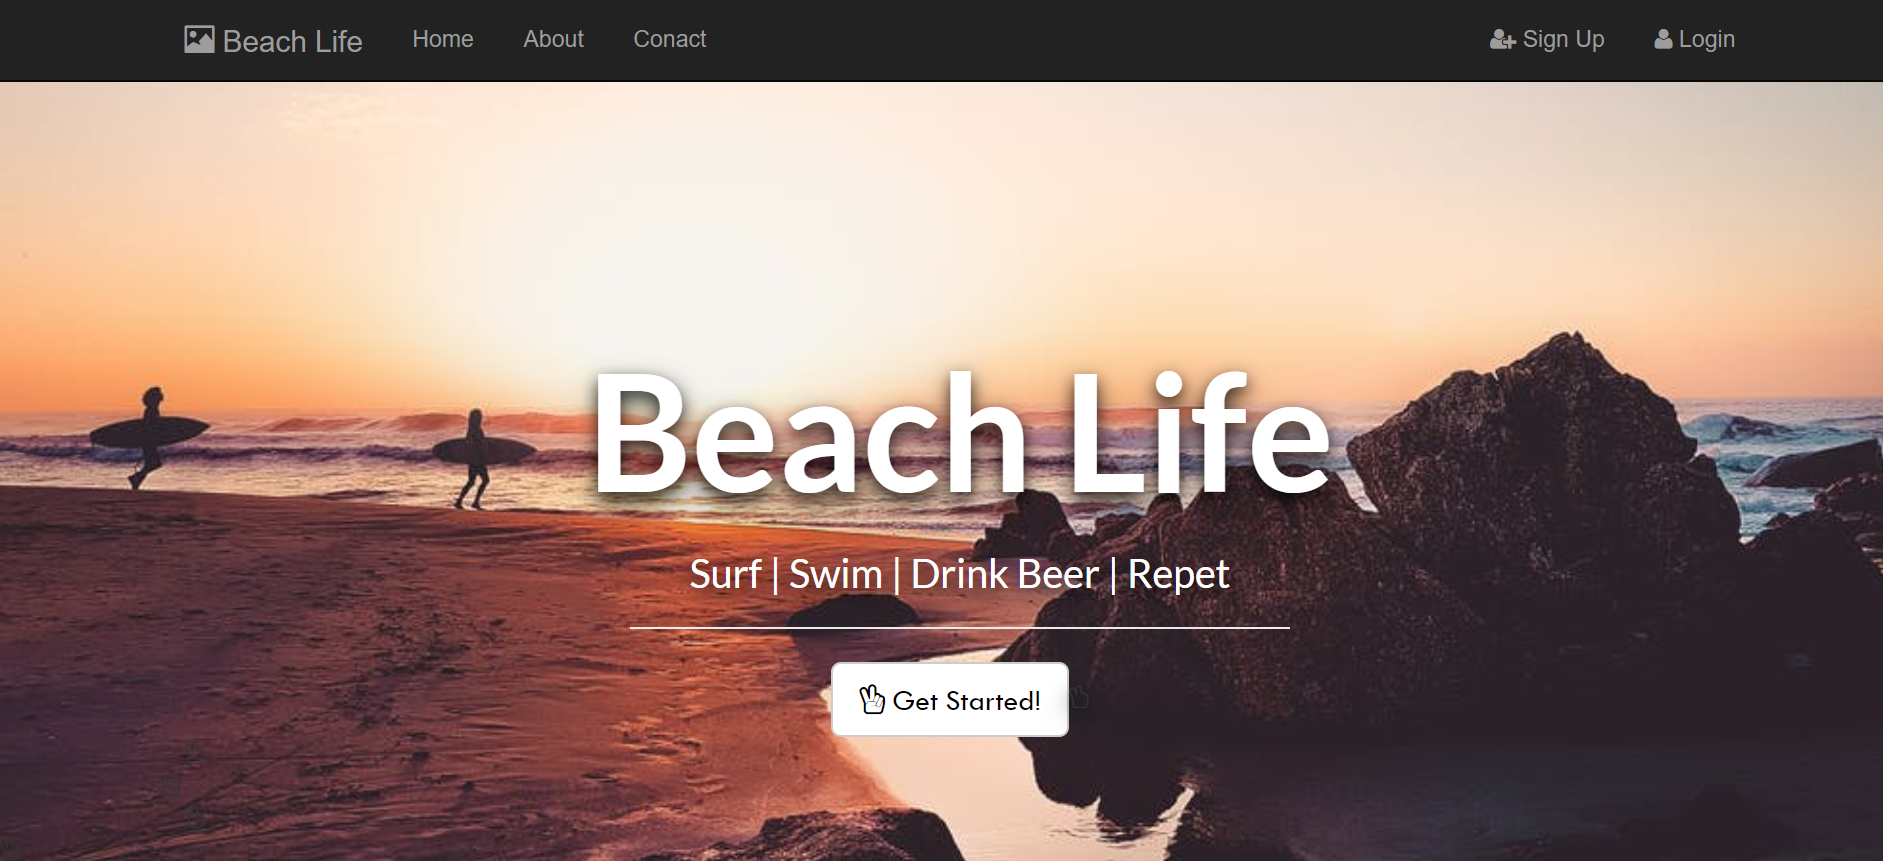 Beach Life Home About Conact Sign Up Login
Beach Life
Surf | Swim | Drink Beer | Repet
Get Started!